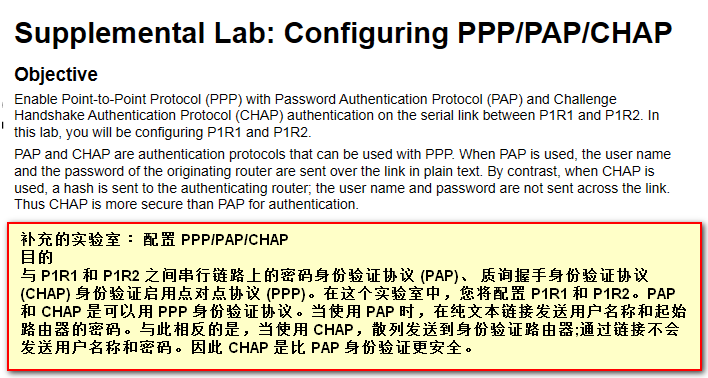 Supplemental Lab: Configuring PPP/PAP/CHAP
Objective
Enable Point-to-Point Protocol (PPP) with Password Authentication Protocol (PAP) and Challenge
Handshake Authentication Protocol (CHAP) authentication on the serial link between P1R1 and P1R2. In
this lab, you will be configuring P1R1 and P1R2.
PAP and CHAP are authentication protocols that can be used with PPP. When PAP is used, the user name
and the password of the originating router are sent over the link in plain text. By contrast, when CHAP is
used, a hash is sent to the authenticating router; the user name and password are not sent across the link.
Thus CHAP is more secure than PAP for authentication.
补充的实验室： 配置 PPP/PAP/CHAP
目的
与 P1R1 和 P1R2 之间串行链路上的密码身份验证协议 (PAP)、 质询握手身份验证协议
(CHAP) 身份验证启用点对点协议 (PPP)。在这个实验室中，您将配置 P1R1 和 P1R2。PAP
和 CHAP 是可以用 PPP 身份验证协议。当使用 PAP 时，在纯文本链接发送用户名称和起始
路由器的密码。与此相反的是，当使用 CHAP，散列发送到身份验证路由器;通过链接不会
发送用户名称和密码。因此 CHAP 是比 PAP 身份验证更安全。